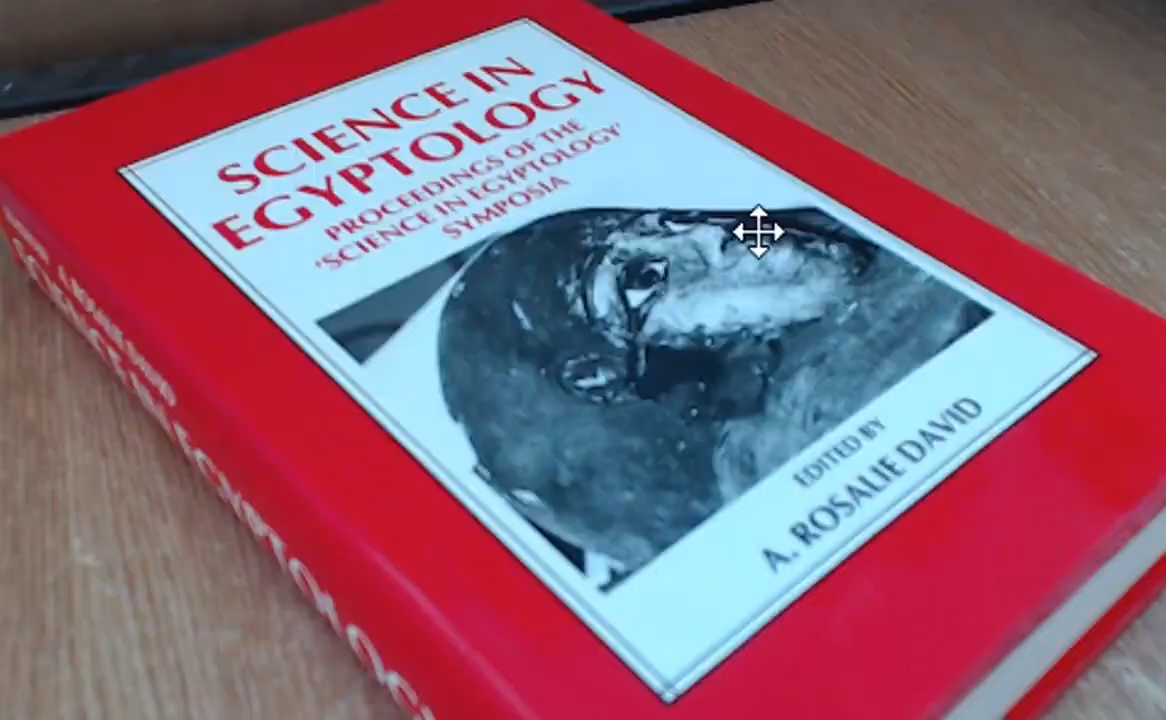 SCIENCE IN
EGYPTOLOGY
PROCEEDINGS OF THE
'SCIENCE IN EGYPTOLOGY'
SYMPOSIA
EDITED BY
A. ROSALIE DAVID